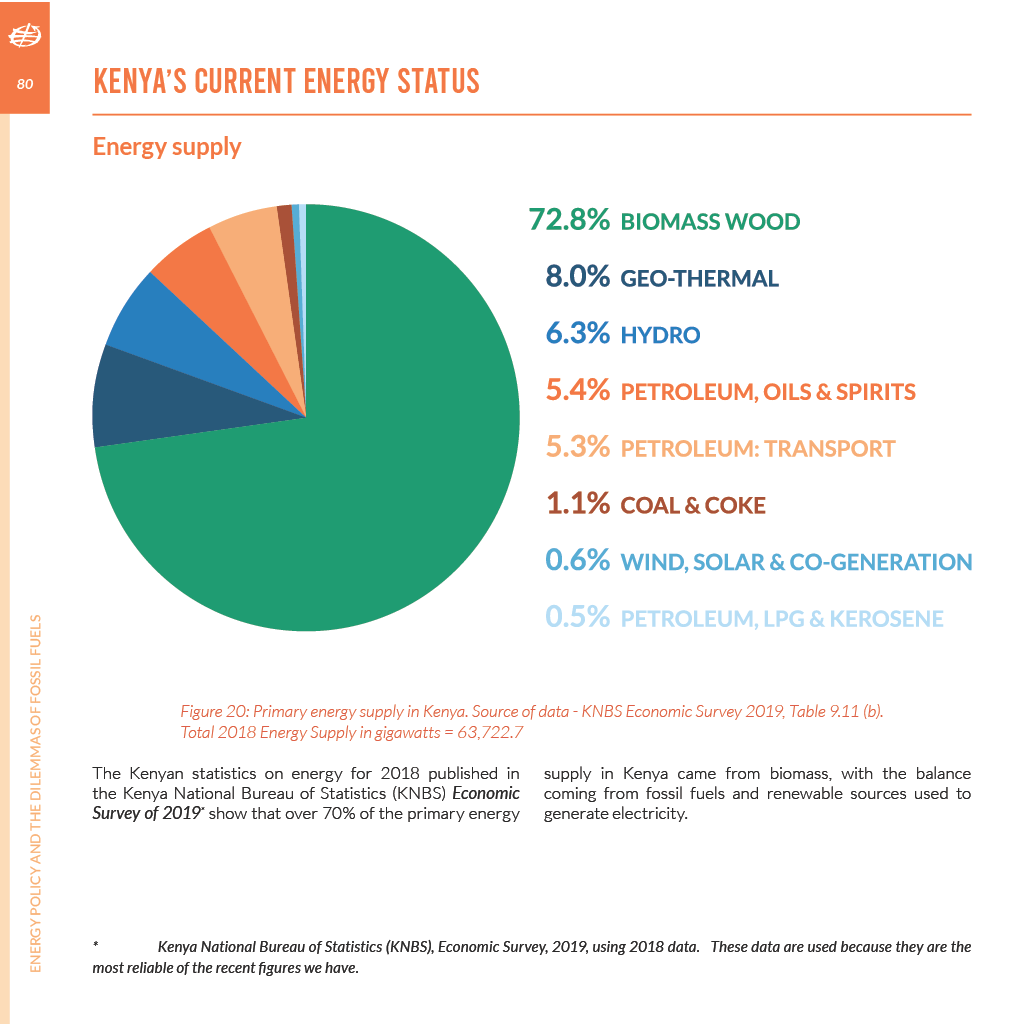 80
KENYA'S CURRENT ENERGY STATUS
Energy supply
72.8% BIOMASS WOOD
8.0% GEO-THERMAL
6.3% HYDRO
5.4% PETROLEUM, OILS & SPIRITS
5.3% PETROLEUM: TRANSPORT
1.1% COAL & COKE
0.6% WIND, SOLAR & CO-GENERATION
0.5% PETROLEUM, LPG & KEROSENE
Figure 20: Primary energy supply in Kenya. Source of data - KNBS Economic Survey 2019, Table 9.11 (b).
Total 2018 Energy Supply in gigawatts = 63,722.7
The Kenyan statistics on energy for 2018 published in
the Kenya National Bureau of Statistics (KNBS) Economic
Survey of 2019* show that over 70% of the primary energy
supply in Kenya came from biomass, with the balance
coming from fossil fuels and renewable sources used to
generate electricity.
* Kenya National Bureau of Statistics (KNBS), Economic Survey, 2019, using 2018 data. These data are used because they are the
most reliable of the recent figures we have.
ENERGY POLICY AND THE DILEMMAS OF FOSSIL FUELS